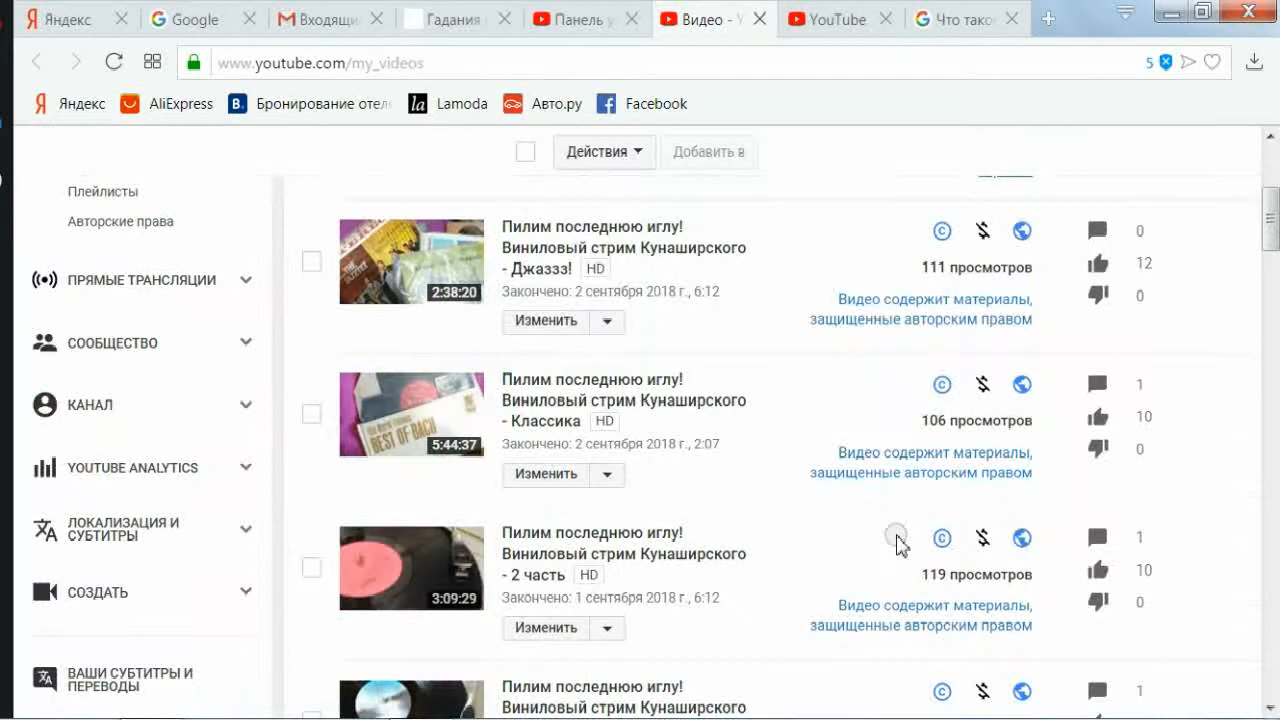 Яндекс
Google
Входящи
Гадания
Панель у
Видео - Y
YouTube
Что тако
www.youtube.com/my_videos
5
Яндекс
AliExpress
B.
Бронирование отел
la
Lamoda
Авто.ру
Facebook
Действия
Добавить в
Плейлисты
Авторские права
ПРЯМЫЕ ТРАНСЛЯЦИИ
СООБЩЕСТВО
КАНАЛ
YOUTUBE ANALYTICS
ЛОКАЛИЗАЦИЯ И
СУБТИТРЫ
СОЗДАТЬ
ВАШИ СУБТИТРЫ И
ПЕРЕВОДЫ
Пилим последнюю иглу!
Виниловый стрим Кунаширского
- Джаззз! HD
Закончено: 2 сентября 2018 г., 6:12
Изменить
2:38:20
111 просмотров
Видео содержит материалы,
защищенные авторским правом
0
12
0
Пилим последнюю иглу!
Виниловый стрим Кунаширского
- Классика HD
Закончено: 2 сентября 2018 г., 2:07
Изменить
BEST OF BACH
5:44:37
106 просмотров
Видео содержит материалы,
защищенные авторским правом
1
10
0
Пилим последнюю иглу!
Виниловый стрим Кунаширского
- 2 часть HD
Закончено: 1 сентября 2018 г., 6:12
Изменить
3:09:29
119 просмотров
Видео содержит материалы,
защищенные авторским правом
1
10
0
Пилим последнюю иглу!
Виниловый стрим Кунаширского
1